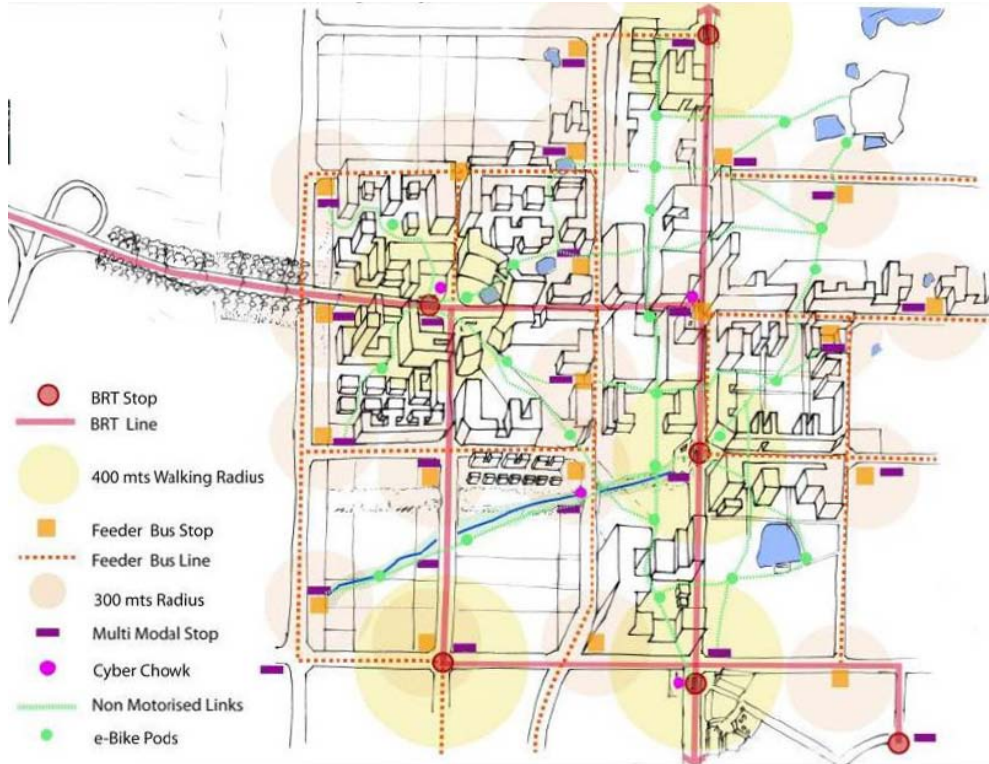 BRT Stop
BRT Line
400 mts Walking Radius
Feeder Bus Stop
Feeder Bus Line
300 mts Radius
Multi Modal Stop
Cyber Chowk
Non Motorised Links
e-Bike Pods